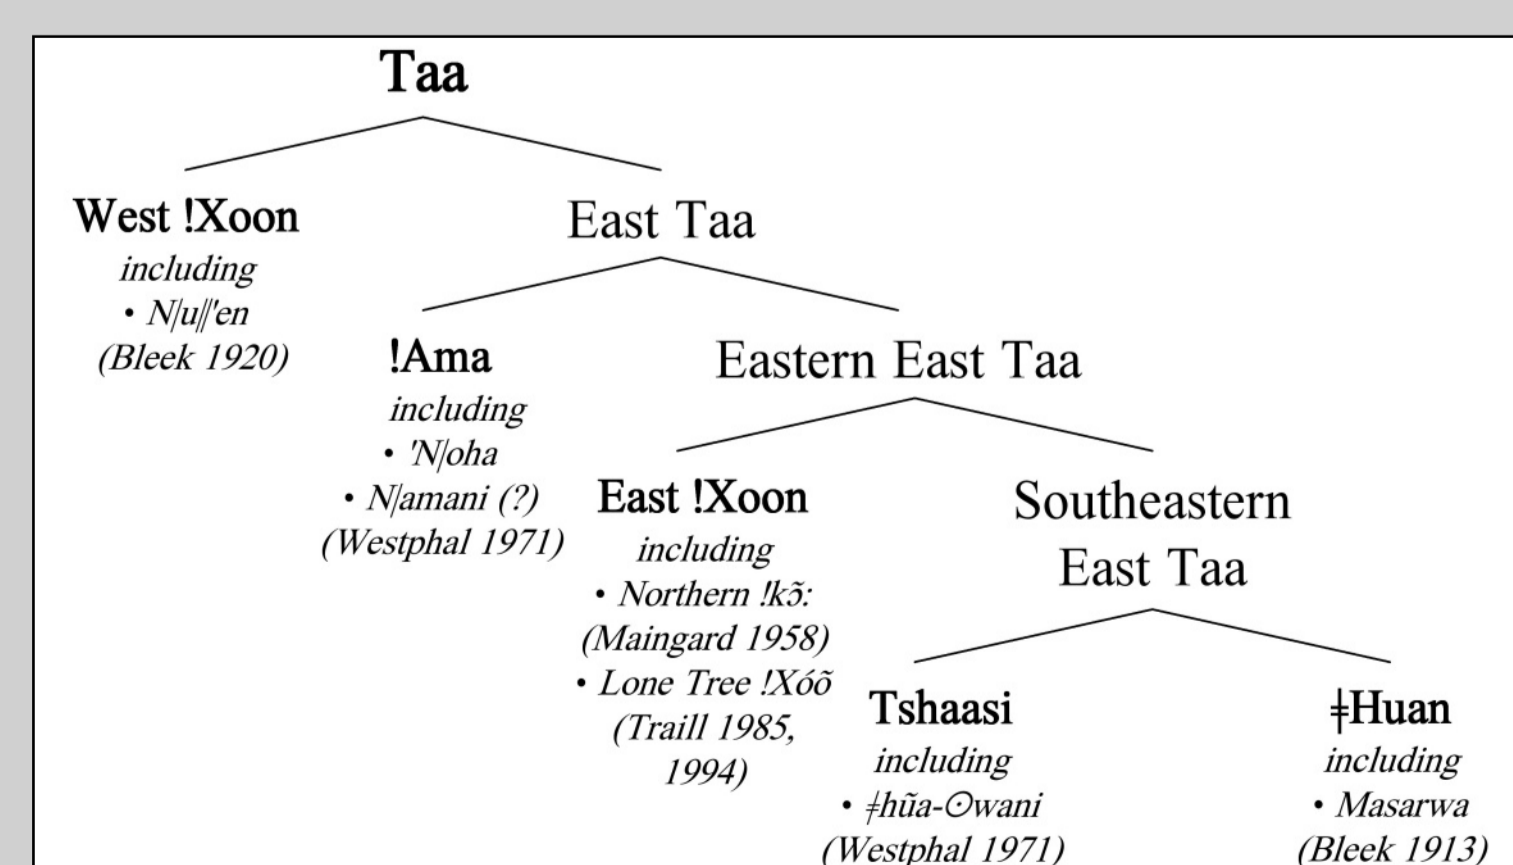 Taa
West !Xoon
including
• N|u‖'en
(Bleek 1920)
East Taa
!Ama
including
• 'N|oha
• N|amani (?)
(Westphal 1971)
Eastern East Taa
East !Xoon
including
• Northern !kɔ̃:
(Maingard 1958)
• Lone Tree !Xóõ
(Traill 1985,
1994)
Southeastern
East Taa
Tshaasi
including
• ǂhũa-ʘwani
(Westphal 1971)
ǂHuan
including
• Masarwa
(Bleek 1913)